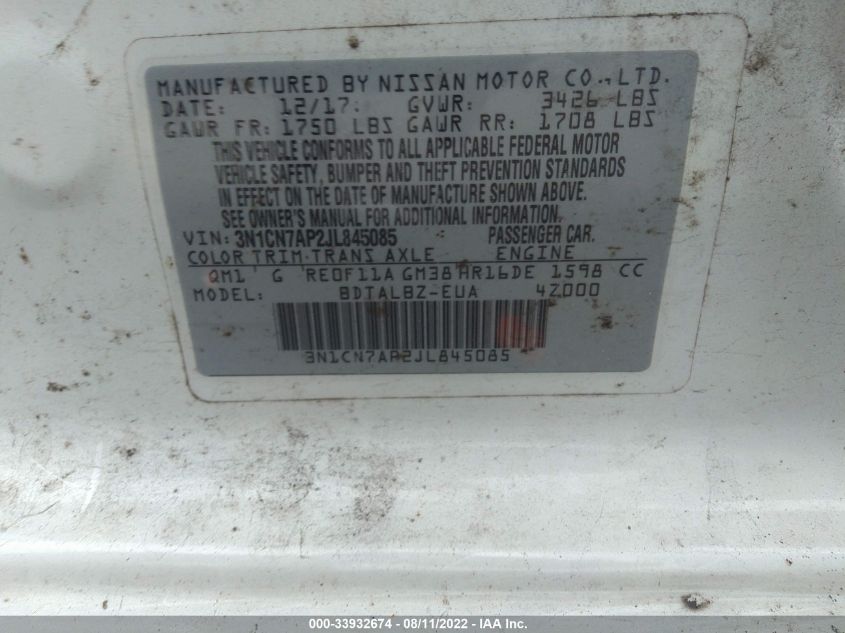 MANUFACTURED BY NISSAN MOTOR CO., LTD.
DATE: 12/17 GVWR: 3426 LBS
GAWR FR: 1750 LBS GAWR RR: 1708 LBS
THIS VEHICLE CONFORMS TO ALL APPLICABLE FEDERAL MOTOR
VEHICLE SAFETY, BUMPER AND THEFT PREVENTION STANDARDS
IN EFFECT ON THE DATE OF MANUFACTURE SHOWN ABOVE.
SEE OWNER'S MANUAL FOR ADDITIONAL INFORMATION.
VIN: 3N1CN7AP2JL845085 PASSENGER CAR.
COLOR TRIM-TRANS AXLE ENGINE
QM1 G RE0F11A GM38 HR16DE 1598 CC
MODEL: BDTALBZ-EUA 42000
3N1CN7AP2JL845085
000-33932674 - 08/11/2022 - COPYRIGHT IAA, INC.